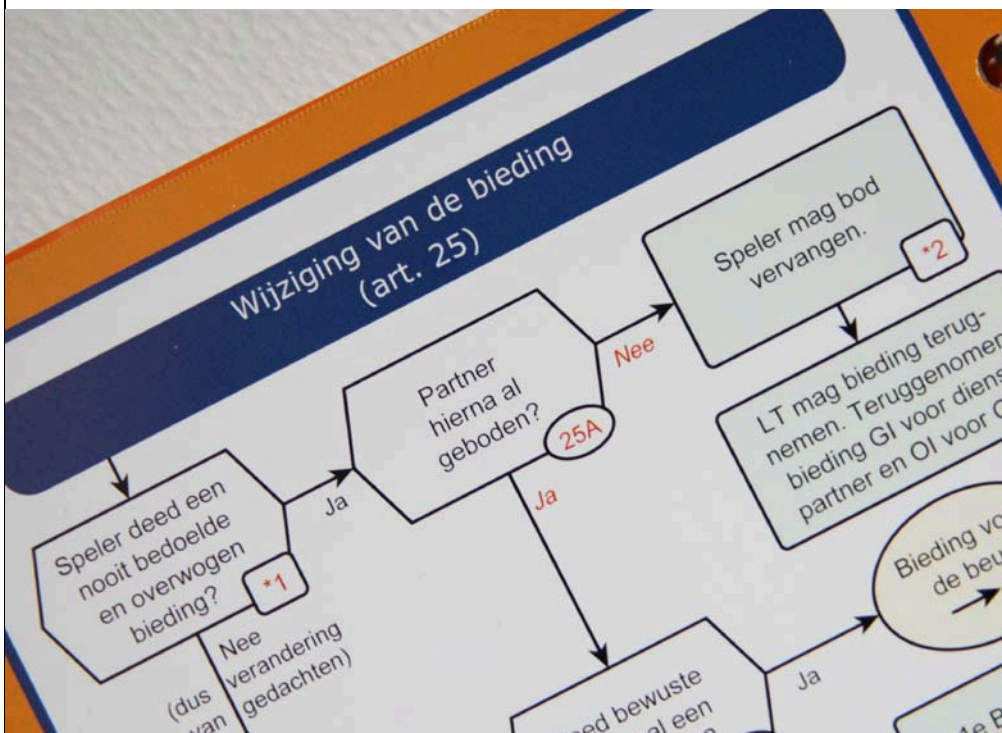 Wijziging van de bieding
(art. 25)
Speler deed een
nooit bedoelde
en overwogen
bieding?
*1
Ja
Partner
hierna al
geboden?
25A
Nee
Speler mag bod
vervangen.
*2
LT mag bieding terug-
nemen. Teruggenomen
bieding GI voor diens
partner en OI voor
Ja
Bieding
de
Ja
Nee
(dus verandering
van gedachten)
bewuste
al een